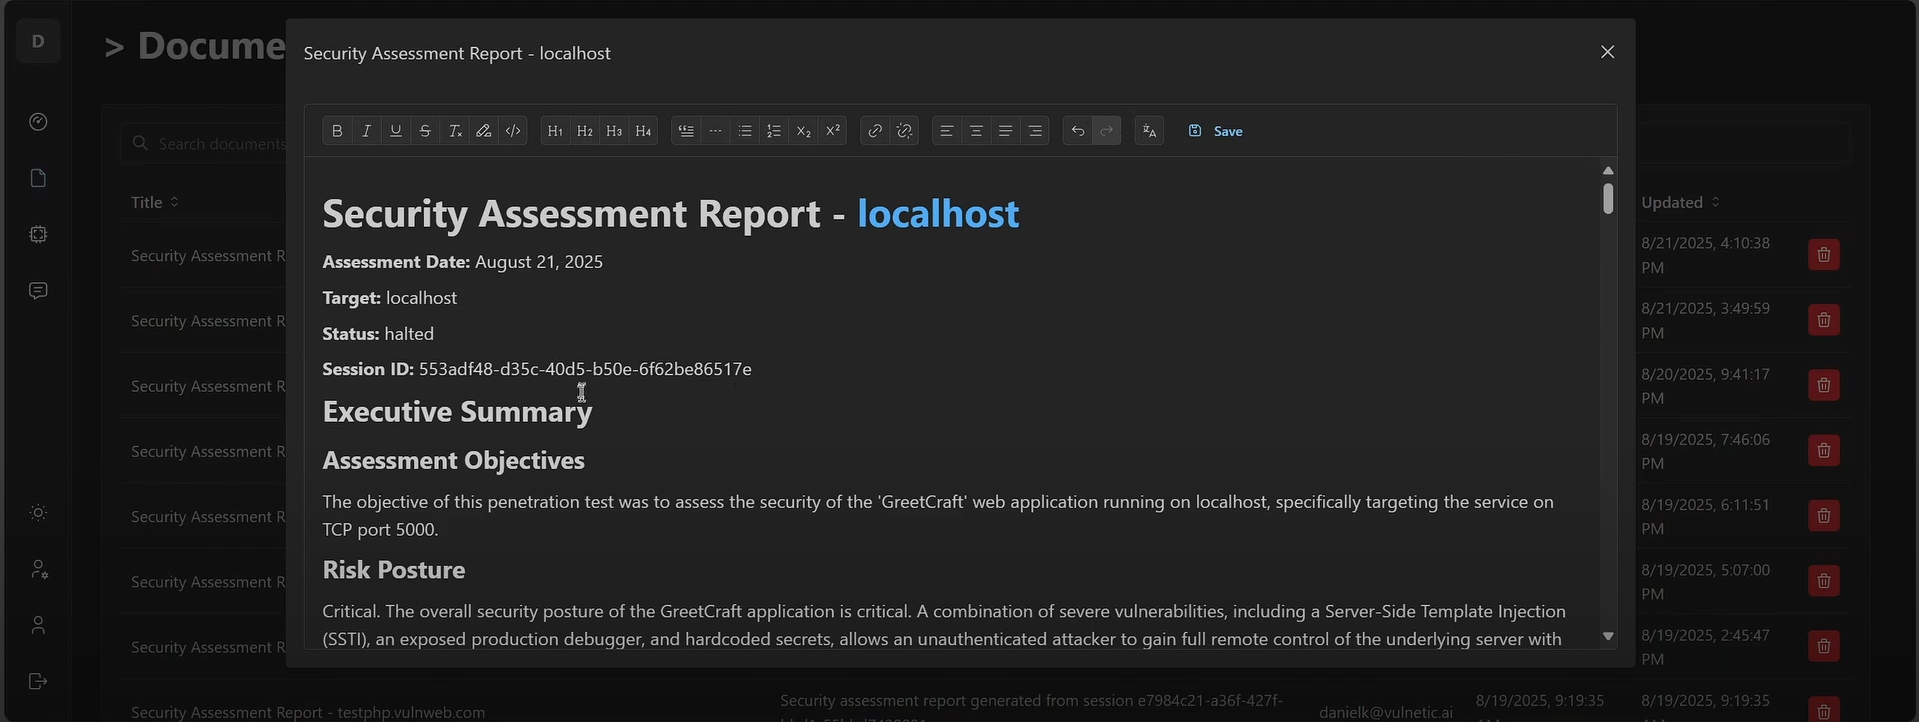 D
> Docume
Security Assessment Report - localhost
B I U S Tx </> H1 H2 H3 H4 X2 X2 Save
Search documents
Title
Updated
Security Assessment Report - localhost
Assessment Date: August 21, 2025
Target: localhost
Status: halted
Session ID: 553adf48-d35c-40d5-b50e-6f62be86517e
Executive Summary
Assessment Objectives
The objective of this penetration test was to assess the security of the 'GreetCraft' web application running on localhost, specifically targeting the service on
TCP port 5000.
Risk Posture
Critical. The overall security posture of the GreetCraft application is critical. A combination of severe vulnerabilities, including a Server-Side Template Injection
(SSTI), an exposed production debugger, and hardcoded secrets, allows an unauthenticated attacker to gain full remote control of the underlying server with
Security Assessment R
8/21/2025, 4:10:38
PM
Security Assessment R
8/21/2025, 3:49:59
PM
Security Assessment R
8/20/2025, 9:41:17
PM
Security Assessment R
8/19/2025, 7:46:06
PM
Security Assessment R
8/19/2025, 6:11:51
PM
Security Assessment R
8/19/2025, 5:07:00
PM
Security Assessment R
8/19/2025, 2:45:47
PM
Security Assessment Report - testphp.vulnweb.com
Security assessment report generated from session e7984c21-a36f-427f-
danielk@vulnetic.ai
8/19/2025, 9:19:35
8/19/2025, 9:19:35